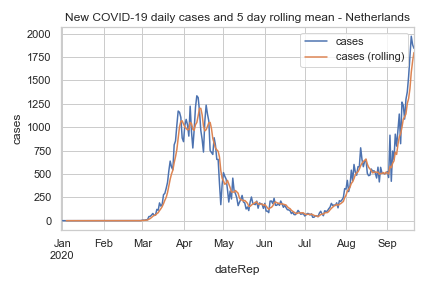 New COVID-19 daily cases and 5 day rolling mean - Netherlands
cases
cases (rolling)
2000
1750
1500
1250
1000
750
500
250
0
cases
Jan Feb Mar Apr May Jun Jul Aug Sep
2020
dateRep